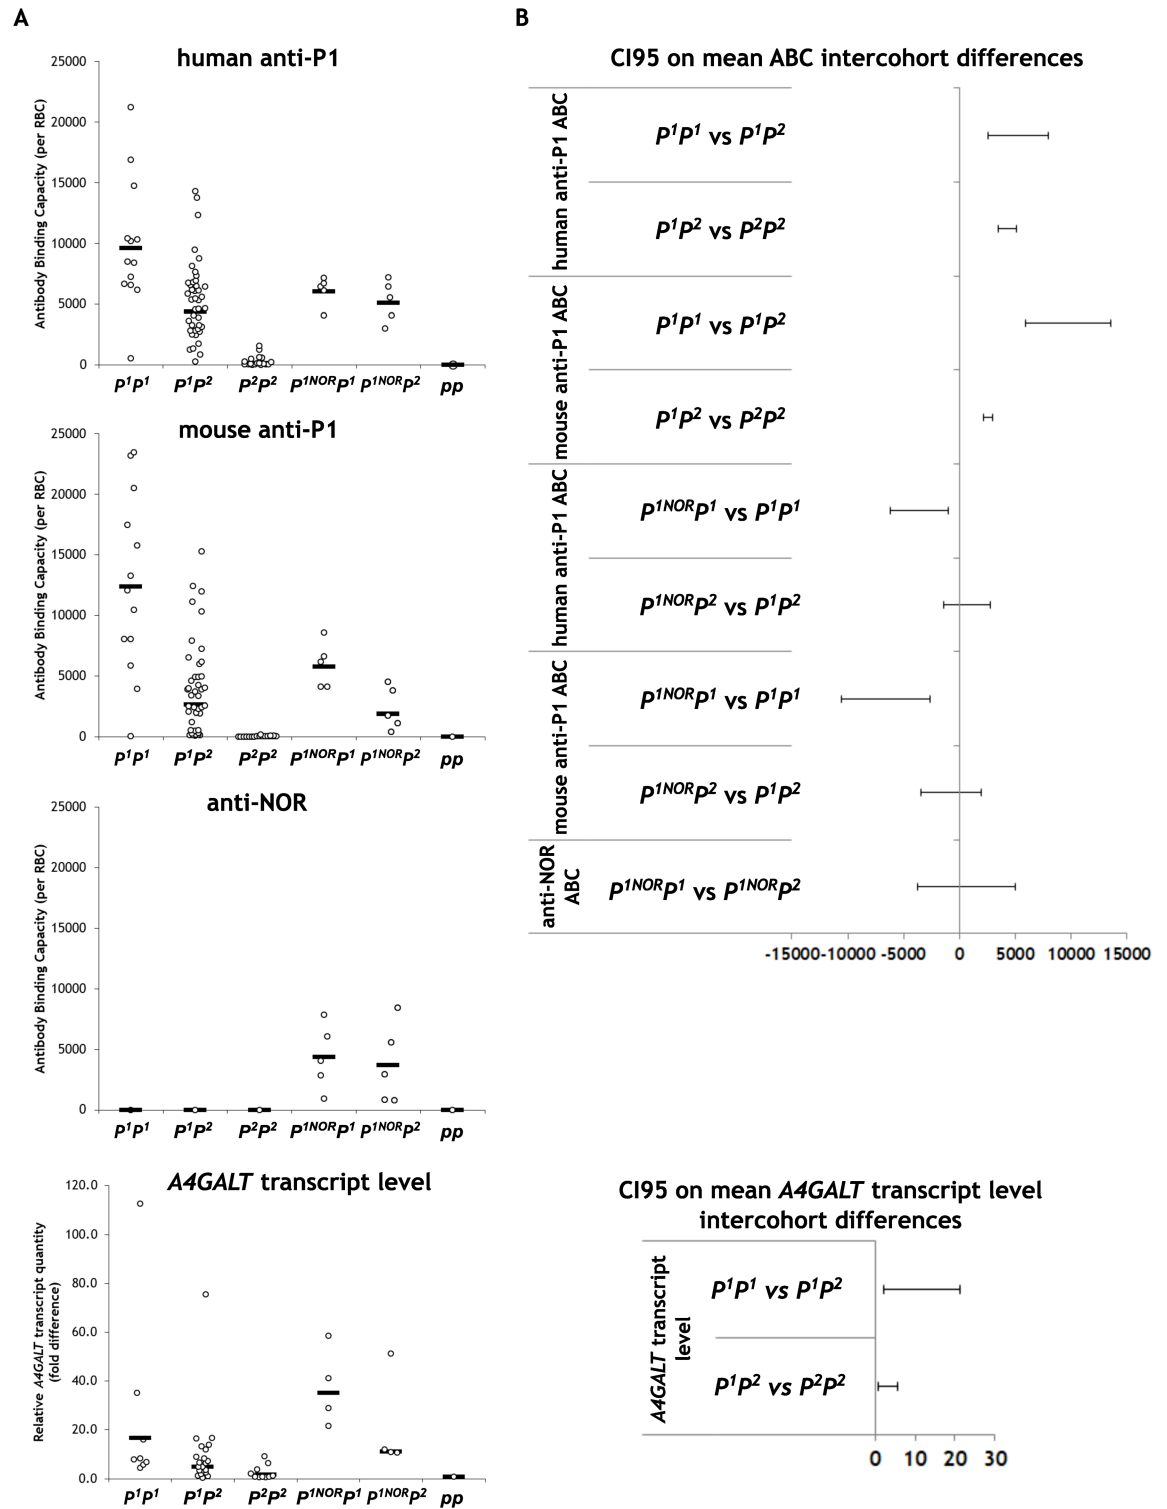 A
human anti-P1
Antibody Binding Capacity (per RBC)
25000
20000
15000
10000
5000
0
P¹P¹ P¹P² P²P² P¹ᴺᴼᴿP¹ P¹ᴺᴼᴿP² pp
mouse anti-P1
Antibody Binding Capacity (per RBC)
25000
20000
15000
10000
5000
0
P¹P¹ P¹P² P²P² P¹ᴺᴼᴿP¹ P¹ᴺᴼᴿP² pp
anti-NOR
Antibody Binding Capacity (per RBC)
25000
20000
15000
10000
5000
0
P¹P¹ P¹P² P²P² P¹ᴺᴼᴿP¹ P¹ᴺᴼᴿP² pp
A4GALT transcript level
Relative A4GALT transcript quantity
(fold difference)
120.0
100.0
80.0
60.0
40.0
20.0
0.0
P¹P¹ P¹P² P²P² P¹ᴺᴼᴿP¹ P¹ᴺᴼᴿP² pp
B
CI95 on mean ABC intercohort differences
human anti-P1 ABC
P¹P¹ vs P¹P²
P¹P² vs P²P²
mouse anti-P1 ABC
P¹P¹ vs P¹P²
P¹P² vs P²P²
human anti-P1 ABC
P¹ᴺᴼᴿP¹ vs P¹P¹
P¹ᴺᴼᴿP² vs P¹P²
mouse anti-P1 ABC
P¹ᴺᴼᴿP¹ vs P¹P¹
P¹ᴺᴼᴿP² vs P¹P²
anti-NOR
ABC
P¹ᴺᴼᴿP¹ vs P¹ᴺᴼᴿP²
-15000 -10000 -5000 0 5000 10000 15000
CI95 on mean A4GALT transcript level
intercohort differences
A4GALT transcript
level
P¹P¹ vs P¹P²
P¹P² vs P²P²
0 10 20 30